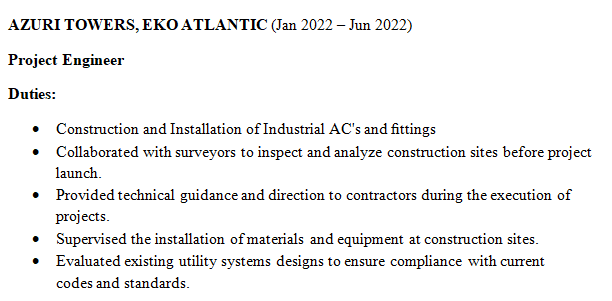 AZURI TOWERS, EKO ATLANTIC (Jan 2022 – Jun 2022)
Project Engineer
Duties:
• Construction and Installation of Industrial AC's and fittings
• Collaborated with surveyors to inspect and analyze construction sites before project
launch.
• Provided technical guidance and direction to contractors during the execution of
projects.
• Supervised the installation of materials and equipment at construction sites.
• Evaluated existing utility systems designs to ensure compliance with current
codes and standards.